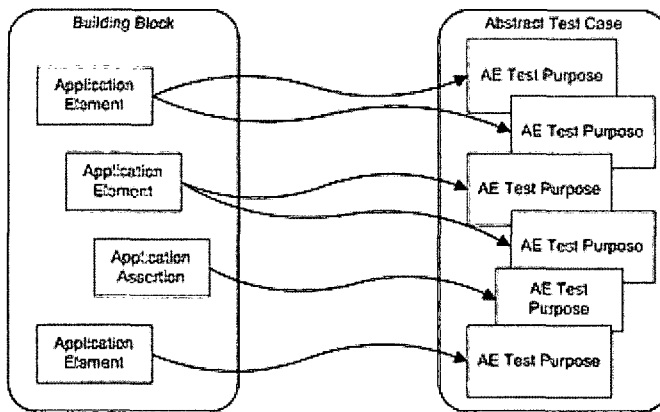 Building Block
Application
Element
Application
Element
Application
Assertion
Application
Element
Abstract Test Case
AE Test Purpose
AE Test Purpose
AE Test Purpose
AE Test Purpose
AE Test
Purpose
AE Test Purpose